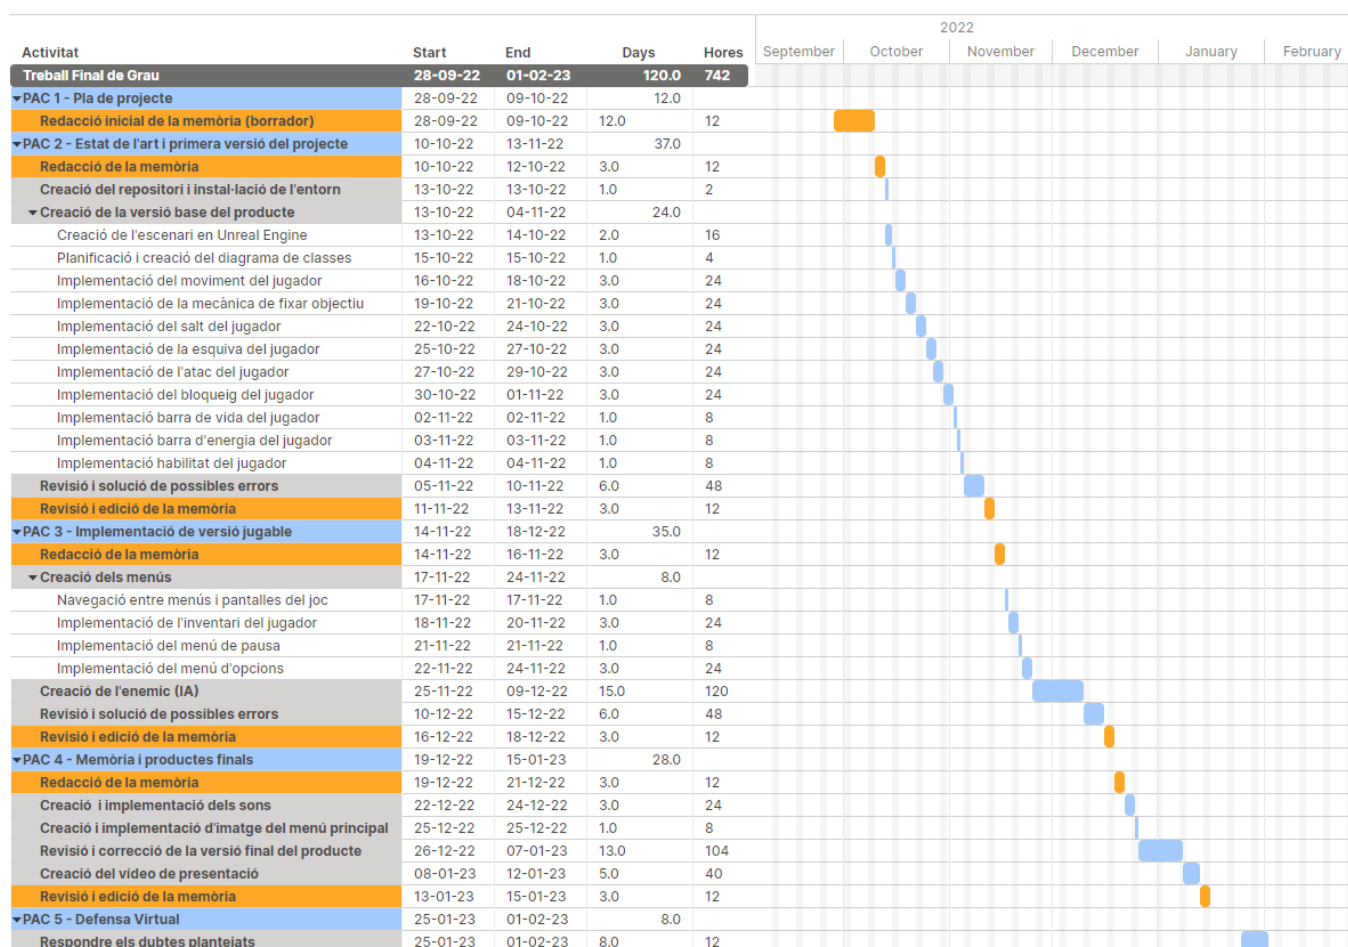 2022
Activitat Start End Days Hores September October November December January February
Treball Final de Grau 28-09-22 01-02-23 120.0 742
PAC 1 - Pla de projecte 28-09-22 09-10-22 12.0
Redacció inicial de la memòria (borrador) 28-09-22 09-10-22 12.0 12
PAC 2 - Estat de l'art i primera versió del projecte 10-10-22 13-11-22 37.0
Redacció de la memòria 10-10-22 12-10-22 3.0 12
Creació del repositori i instal·lació de l'entorn 13-10-22 13-10-22 1.0 2
Creació de la versió base del producte 13-10-22 04-11-22 24.0
Creació de l'escenari en Unreal Engine 13-10-22 14-10-22 2.0 16
Planificació i creació del diagrama de classes 15-10-22 15-10-22 1.0 4
Implementació del moviment del jugador 16-10-22 18-10-22 3.0 24
Implementació de la mecànica de fixar objectiu 19-10-22 21-10-22 3.0 24
Implementació del salt del jugador 22-10-22 24-10-22 3.0 24
Implementació de la esquiva del jugador 25-10-22 27-10-22 3.0 24
Implementació de l'atac del jugador 27-10-22 29-10-22 3.0 24
Implementació del bloqueig del jugador 30-10-22 01-11-22 3.0 24
Implementació barra de vida del jugador 02-11-22 02-11-22 1.0 8
Implementació barra d'energia del jugador 03-11-22 03-11-22 1.0 8
Implementació habilitat del jugador 04-11-22 04-11-22 1.0 8
Revisió i solució de possibles errors 05-11-22 10-11-22 6.0 48
Revisió i edició de la memòria 11-11-22 13-11-22 3.0 12
PAC 3 - Implementació de versió jugable 14-11-22 18-12-22 35.0
Redacció de la memòria 14-11-22 16-11-22 3.0 12
Creació dels menús 17-11-22 24-11-22 8.0
Navegació entre menús i pantalles del joc 17-11-22 17-11-22 1.0 8
Implementació de l'inventari del jugador 18-11-22 20-11-22 3.0 24
Implementació del menú de pausa 21-11-22 21-11-22 1.0 8
Implementació del menú d'opcions 22-11-22 24-11-22 3.0 24
Creació de l'enemic (IA) 25-11-22 09-12-22 15.0 120
Revisió i solució de possibles errors 10-12-22 15-12-22 6.0 48
Revisió i edició de la memòria 16-12-22 18-12-22 3.0 12
PAC 4 - Memòria i productes finals 19-12-22 15-01-23 28.0
Redacció de la memòria 19-12-22 21-12-22 3.0 12
Creació i implementació dels sons 22-12-22 24-12-22 3.0 24
Creació i implementació d'imatge del menú principal 25-12-22 25-12-22 1.0 8
Revisió i correcció de la versió final del producte 26-12-22 07-01-23 13.0 104
Creació del vídeo de presentació 08-01-23 12-01-23 5.0 40
Revisió i edició de la memòria 13-01-23 15-01-23 3.0 12
PAC 5 - Defensa Virtual 25-01-23 01-02-23 8.0
Respondre els dubtes plantejats 25-01-23 01-02-23 8.0 12